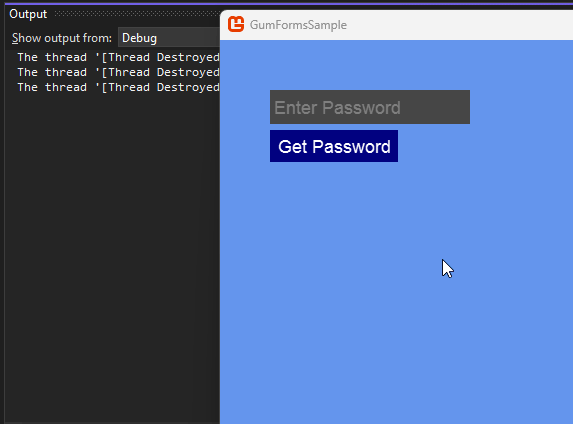 Output
Show output from: Debug
The thread '[Thread Destroyed
The thread '[Thread Destroyed
The thread '[Thread Destroyed
GumFormsSample
Enter Password
Get Password